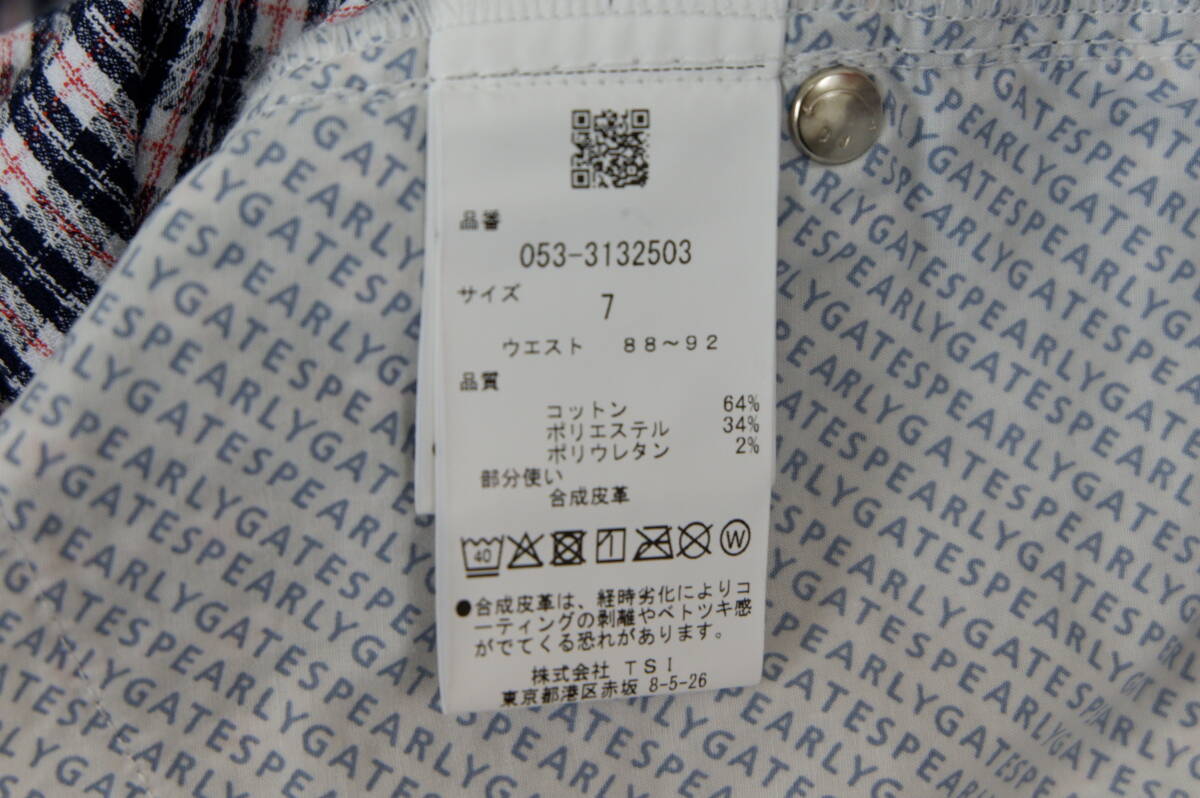 品番
053-3132503
サイズ
7
ウエスト 88～92
品質
コットン 64%
ポリエステル 34%
ポリウレタン 2%
部分使い
合成皮革
40
W
●合成皮革は、経時劣化によりコ
ーティングの剥離やベトツキ感
がでてくる恐れがあります。
株式会社 TSI
東京都港区赤坂 8-5-26
PEARLYGATES